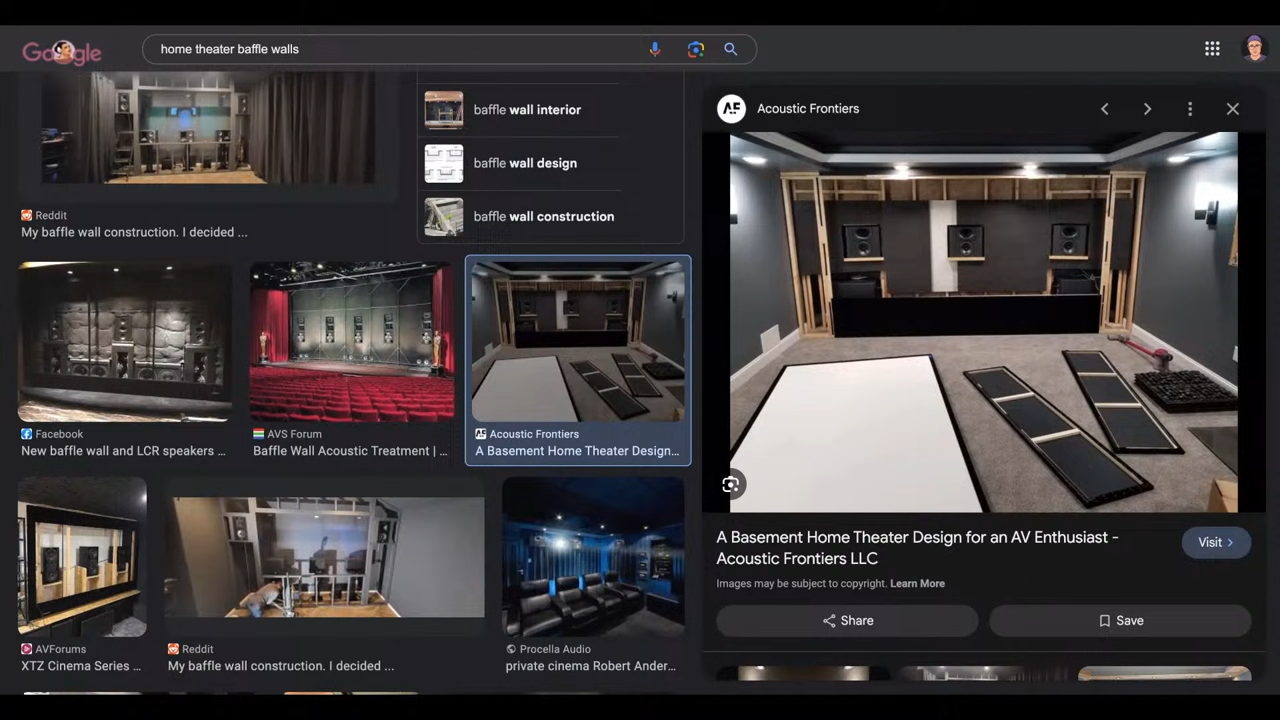 Google
home theater baffle walls
baffle wall interior
baffle wall design
baffle wall construction
Reddit
My baffle wall construction. I decided ...
Facebook
New baffle wall and LCR speakers ...
AVS Forum
Baffle Wall Acoustic Treatment | ...
Acoustic Frontiers
A Basement Home Theater Design...
AVForums
XTZ Cinema Series ...
Reddit
My baffle wall construction. I decided ...
Procella Audio
private cinema Robert Ander...
AF
Acoustic Frontiers
A Basement Home Theater Design for an AV Enthusiast -
Acoustic Frontiers LLC
Visit
Images may be subject to copyright. Learn More
Share
Save